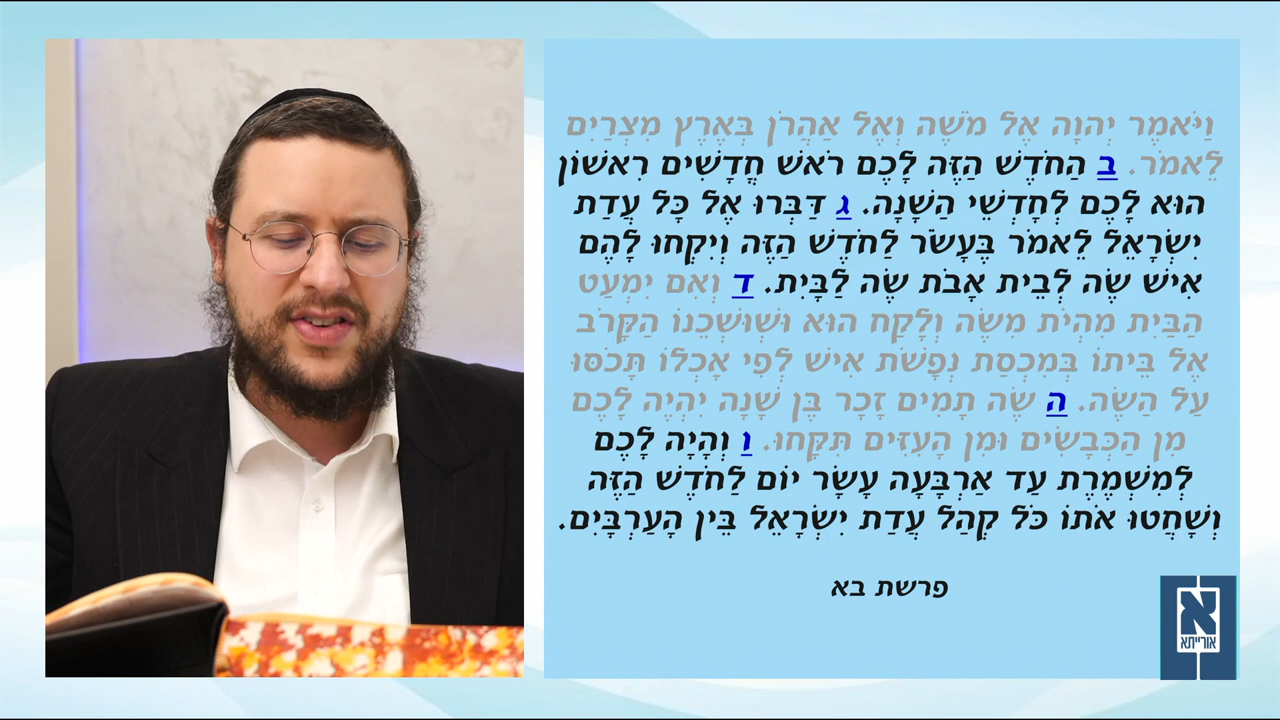 וַיֹּאמֶר יְהוָה אֶל מֹשֶׁה וְאֶל אַהֲרֹן בְּאֶרֶץ מִצְרַיִם
לֵאמֹר. ב הַחֹדֶשׁ הַזֶּה לָכֶם רֹאשׁ חֳדָשִׁים רִאשׁוֹן
הוּא לָכֶם לְחָדְשֵׁי הַשָּׁנָה. ג דַּבְּרוּ אֶל כָּל עֲדַת
יִשְׂרָאֵל לֵאמֹר בֶּעָשֹׂר לַחֹדֶשׁ הַזֶּה וְיִקְחוּ לָהֶם
אִישׁ שֶׂה לְבֵית אָבֹת שֶׂה לַבָּיִת. ד וְאִם יִמְעַט
הַבַּיִת מִהְיֹת מִשֶּׂה וְלָקַח הוּא וּשְׁוּשְׁכֵנוֹ הַקָּרֹב
אֶל בֵּיתוֹ בְּמִכְסַת נְפָשֹׁת אִישׁ לְפִי אָכְלוֹ תָּכֹסּוּ
עַל הַשֶּׂה. ה שֶׂה תָמִים זָכָר בֶּן שָׁנָה יִהְיֶה לָכֶם
מִן הַכְּבָשִׂים וּמִן הָעִזִּים תִּקָּחוּ. ו וְהָיָה לָכֶם
לְמִשְׁמֶרֶת עַד אַרְבָּעָה עָשָׂר יוֹם לַחֹדֶשׁ הַזֶּה
וְשָׁחֲטוּ אֹתוֹ כֹּל קְהַל עֲדַת יִשְׂרָאֵל בֵּין הָעַרְבָּיִם.
פרשת בא
א
אורייתא